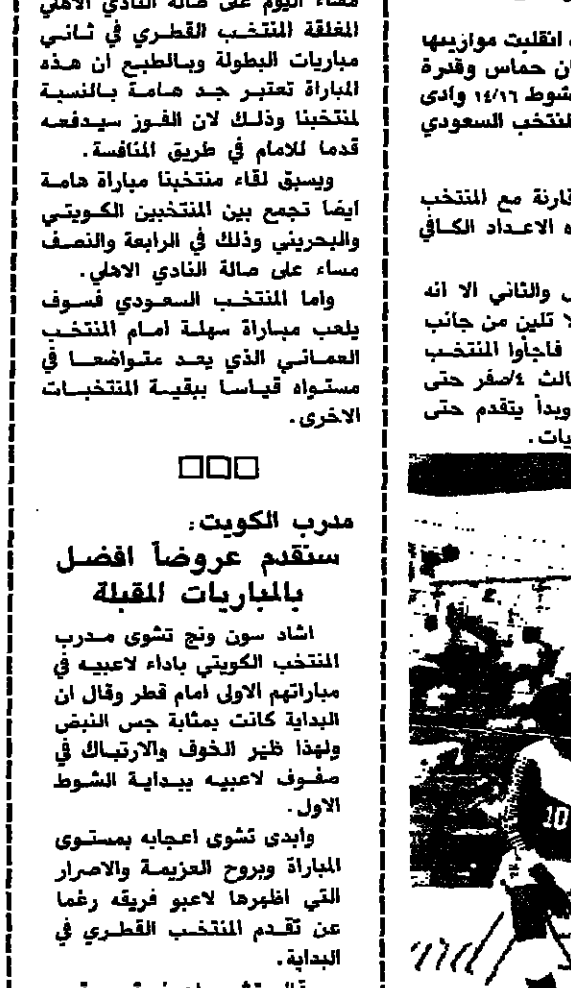 مساء اليوم على صالة النادي الاهلي
المغلقة المنتخب القطري في ثاني
مباريات البطولة وبالطبع ان هذه
المباراة تعتبر جد هامة بالنسبة
لمنتخبنا وذلك لان الفوز سيدفعه
قدما للامام في طريق المنافسة.
ويسبق لقاء منتخبنا مباراة هامة
ايضا تجمع بين المنتخبين الكويتي
والبحريني وذلك في الرابعة والنصف
مساء على صالة النادي الاهلي.
واما المنتخب السعودي فسوف
يلعب مباراة سهلة امام المنتخب
العماني الذي يعد متواضعا في
مستواه قياسا ببقية المنتخبات
الاخرى.
مدرب الكويت:
سنقدم عروضاً افضل
بالمباريات المقبلة
اشاد سون ونج تشوى مدرب
المنتخب الكويتي باداء لاعبيه في
مباراتهم الاولى امام قطر وقال ان
البداية كانت بمثابة جس النبض
ولهذا ظهر الخوف والارتباك في
صفوف لاعبيه ببداية الشوط
الاول.
وابدى تشوى اعجابه بمستوى
المباراة وبروح العزيمة والاصرار
التي اظهرها لاعبو فريقه رغما
عن تقدم المنتخب القطري في
البداية.
انقلبت موازينها
ان حماس وقدرة
شوط ١٤/١٦ وادى
لمنتخب السعودي
قارنة مع المنتخب
ه الاعداد الكافي
والثاني الا انه
لا تلين من جانب
فاجأوا المنتخب
الث ٤/صفر حتى
وبدأ يتقدم حتى
يات.
10